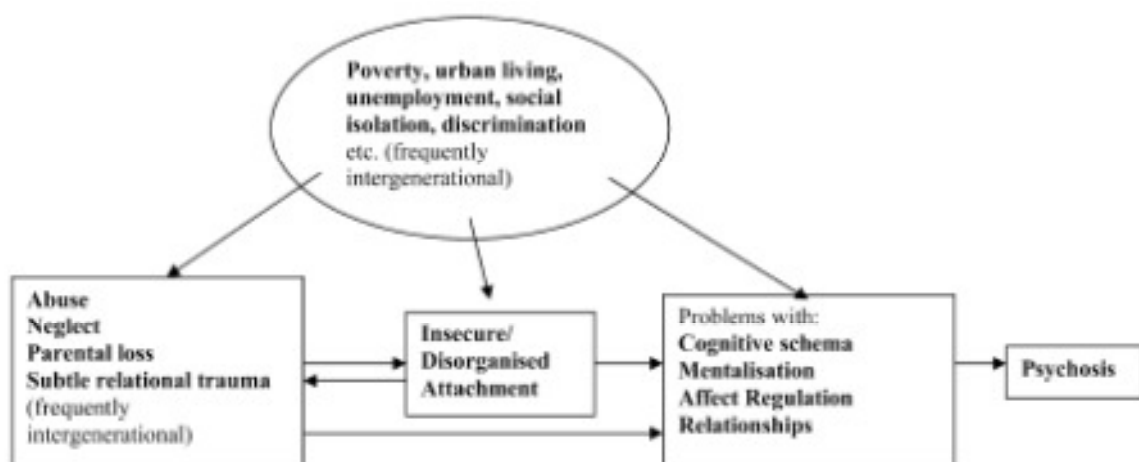 Poverty, urban living,
unemployment, social
isolation, discrimination
etc. (frequently
intergenerational)
Abuse
Neglect
Parental loss
Subtle relational trauma
(frequently
intergenerational)
Insecure/
Disorganised
Attachment
Problems with:
Cognitive schema
Mentalisation
Affect Regulation
Relationships
Psychosis